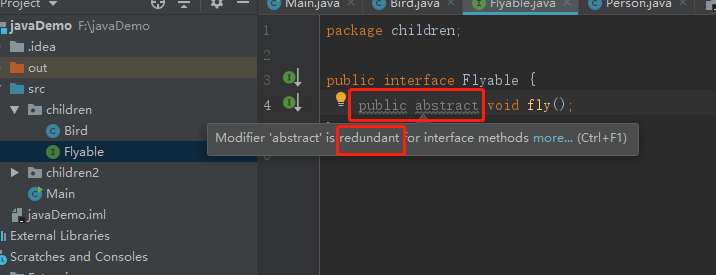 Project
Main.java
Bird.java
Flyable.java
Person.java
javaDemo F:\javaDemo
.idea
out
src
children
Bird
Flyable
children2
Main
javaDemo.iml
External Libraries
Scratches and Consoles
1 package children;
2
3 public interface Flyable {
4 public abstract void fly();
Modifier 'abstract' is redundant for interface methods more... (Ctrl+F1)